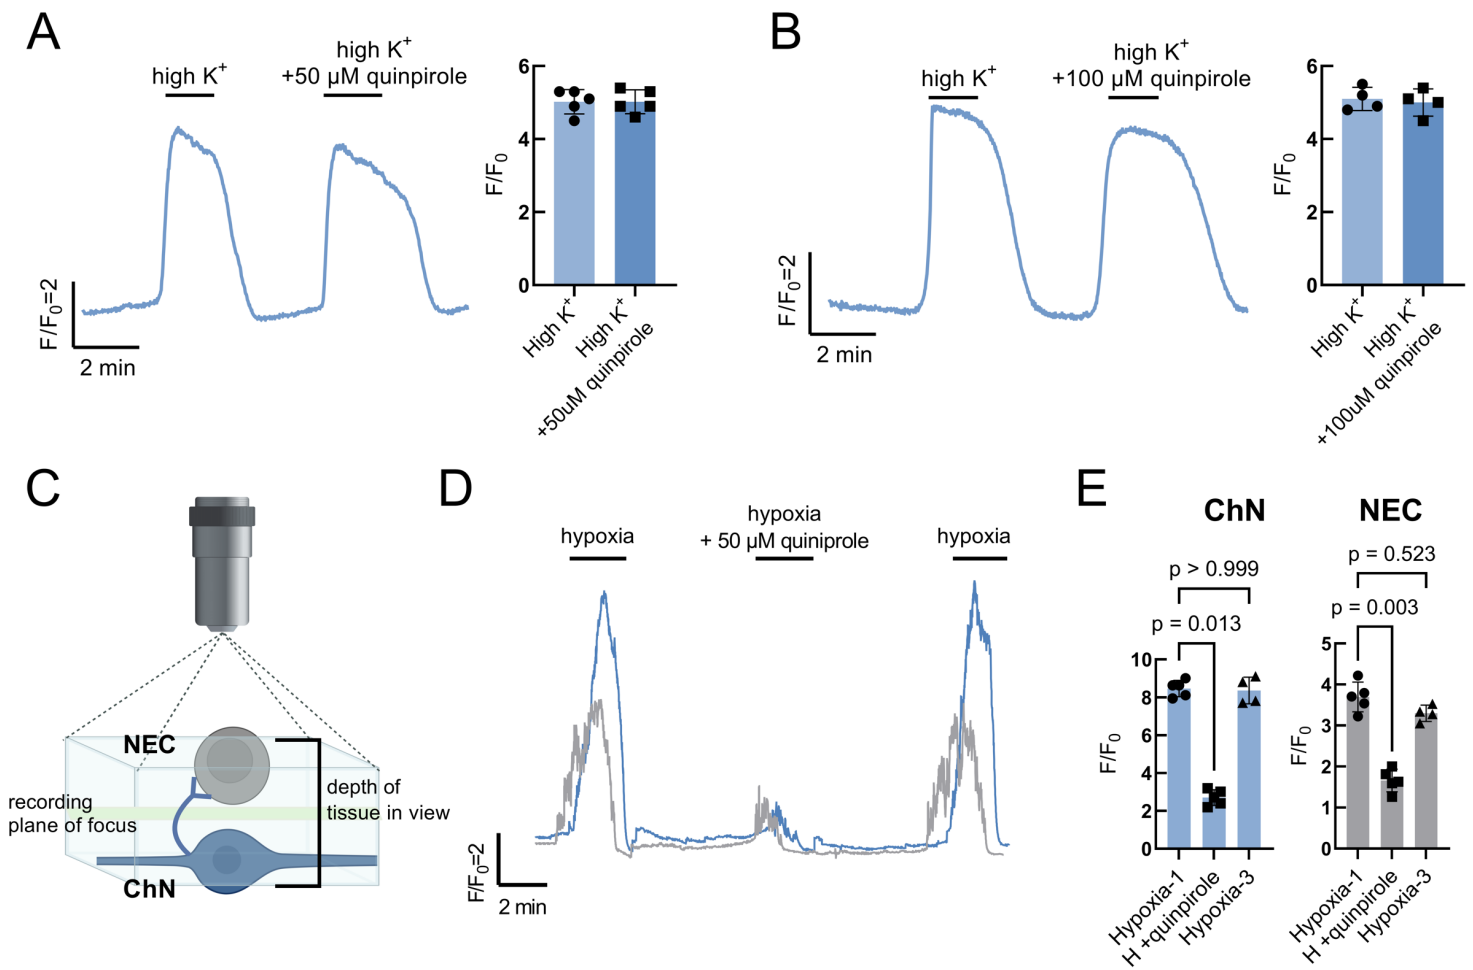 A
high K+
high K+
+50 µM quinpirole
F/F0=2
2 min
F/F0
6
4
2
0
High K+
High K+
+50uM quinpirole
B
high K+
high K+
+100 µM quinpirole
F/F0=2
2 min
F/F0
6
4
2
0
High K+
High K+
+100uM quinpirole
C
NEC
recording
plane of focus
depth of
tissue in view
ChN
D
hypoxia
hypoxia
+ 50 µM quiniprole
hypoxia
F/F0=2
2 min
E
ChN
p > 0.999
p = 0.013
F/F0
10
8
6
4
2
0
Hypoxia-1
H +quinpirole
Hypoxia-3
NEC
p = 0.523
p = 0.003
F/F0
5
4
3
2
1
0
Hypoxia-1
H +quinpirole
Hypoxia-3